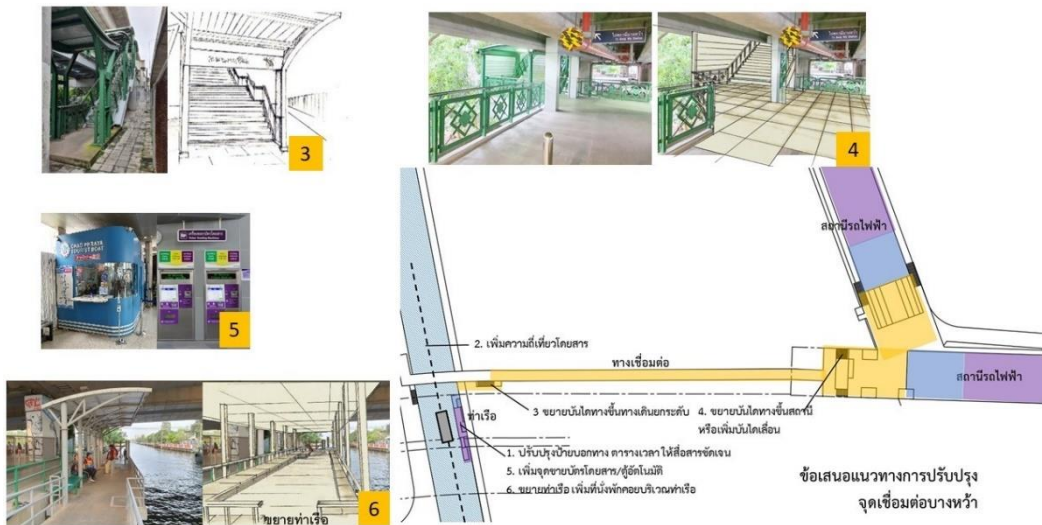 3
4
5
CHAO PHRAYA
TOURIST BOAT
6
ขยายท่าเรือ
สถานีรถไฟฟ้า
2. เพิ่มความถี่เที่ยวโดยสาร
ทางเชื่อมต่อ
สถานีรถไฟฟ้า
ท่าเรือ
3 ขยายบันไดทางขึ้นทางเดินยกระดับ
4. ขยายบันไดทางขึ้นสถานี
หรือเพิ่มบันไดเลื่อน
1. ปรับปรุงป้ายบอกทาง ตารางเวลา ให้สื่อสารชัดเจน
5. เพิ่มจุดขายบัตรโดยสาร/ตู้อัตโนมัติ
6. ขยายท่าเรือ เพิ่มที่นั่งพักคอยบริเวณท่าเรือ
ข้อเสนอแนวทางการปรับปรุง
จุดเชื่อมต่อบางหว้า